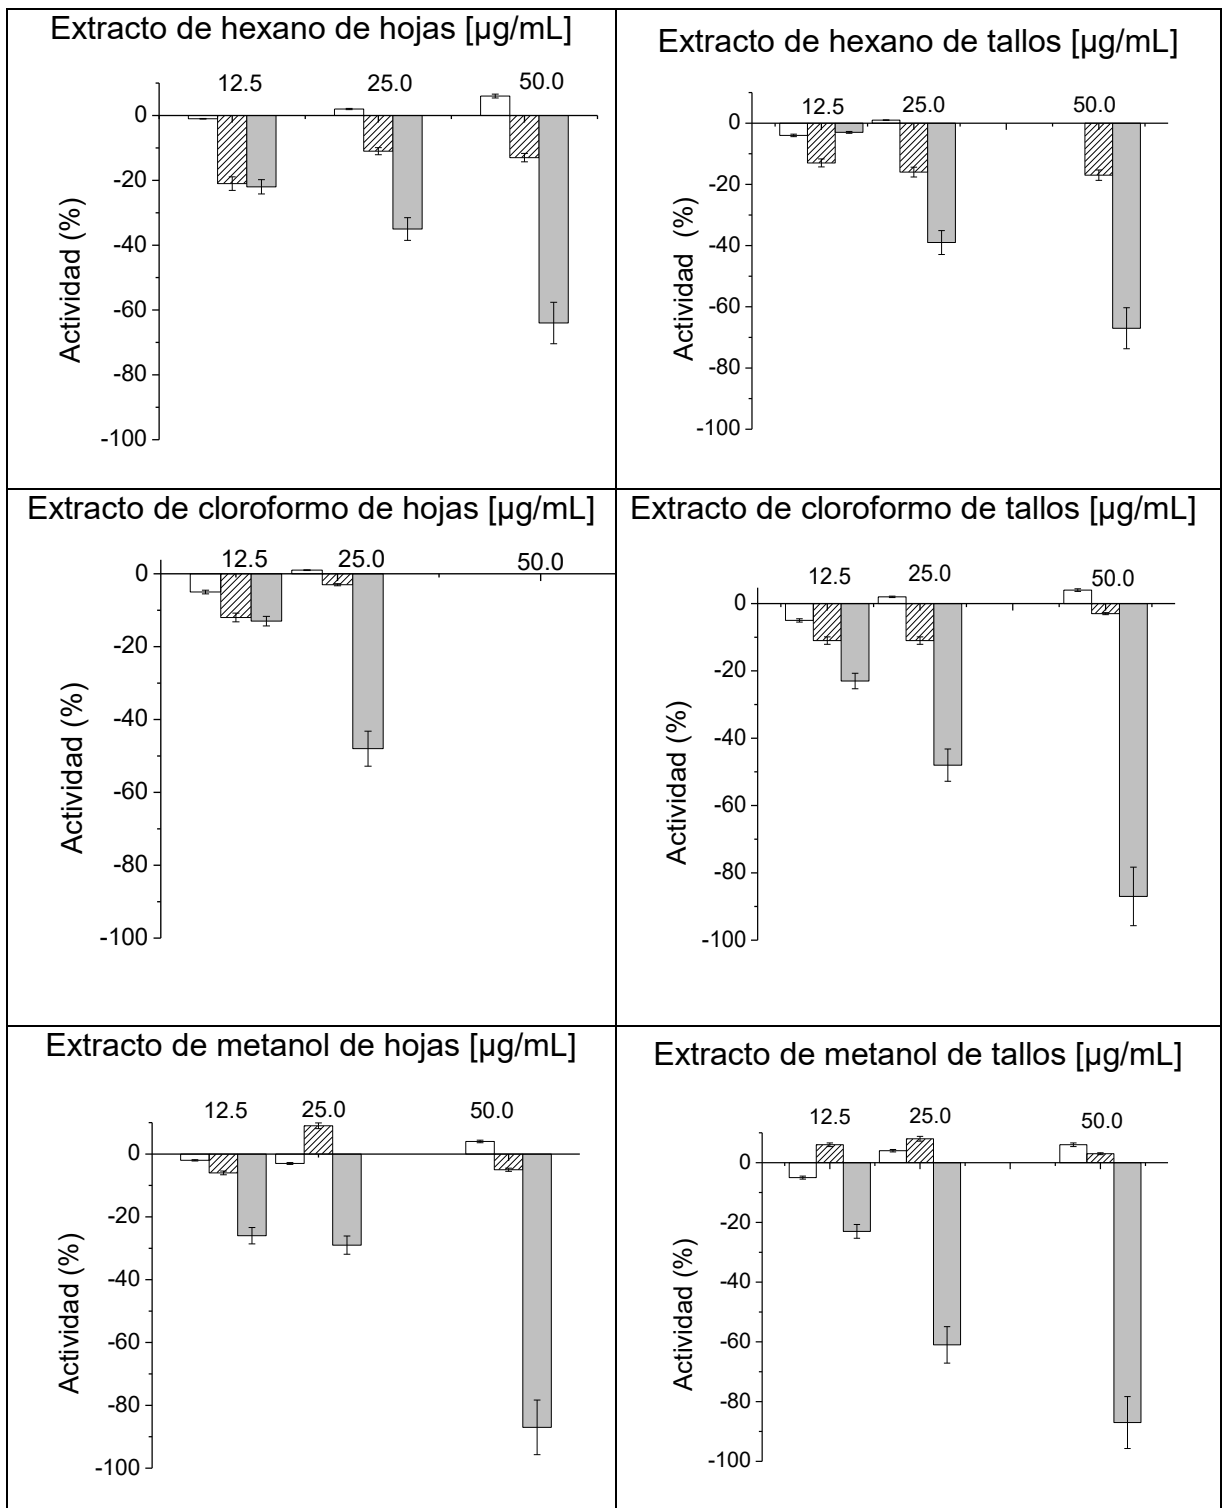 Extracto de hexano de hojas [µg/mL]
12.5 25.0 50.0
0
-20
-40
-60
-80
-100
Actividad (%)
Extracto de hexano de tallos [µg/mL]
12.5 25.0 50.0
0
-20
-40
-60
-80
-100
Actividad (%)
Extracto de cloroformo de hojas [µg/mL]
12.5 25.0 50.0
0
-20
-40
-60
-80
-100
Actividad (%)
Extracto de cloroformo de tallos [µg/mL]
12.5 25.0 50.0
0
-20
-40
-60
-80
-100
Actividad (%)
Extracto de metanol de hojas [µg/mL]
12.5 25.0 50.0
0
-20
-40
-60
-80
-100
Actividad (%)
Extracto de metanol de tallos [µg/mL]
12.5 25.0 50.0
0
-20
-40
-60
-80
-100
Actividad (%)